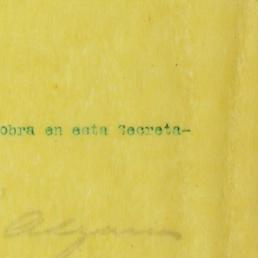 obra en esta Secreta-